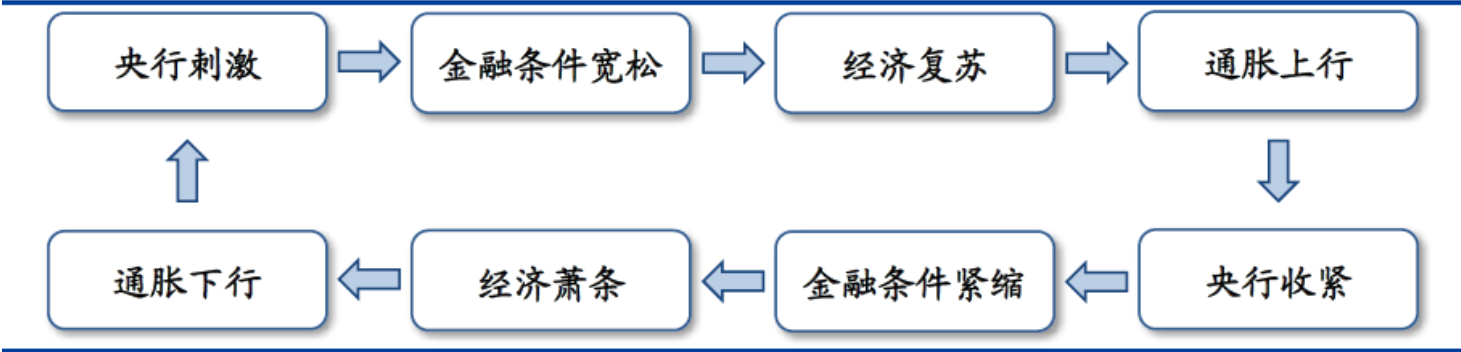 央行刺激
金融条件宽松
经济复苏
通胀上行
央行收紧
金融条件紧缩
经济萧条
通胀下行